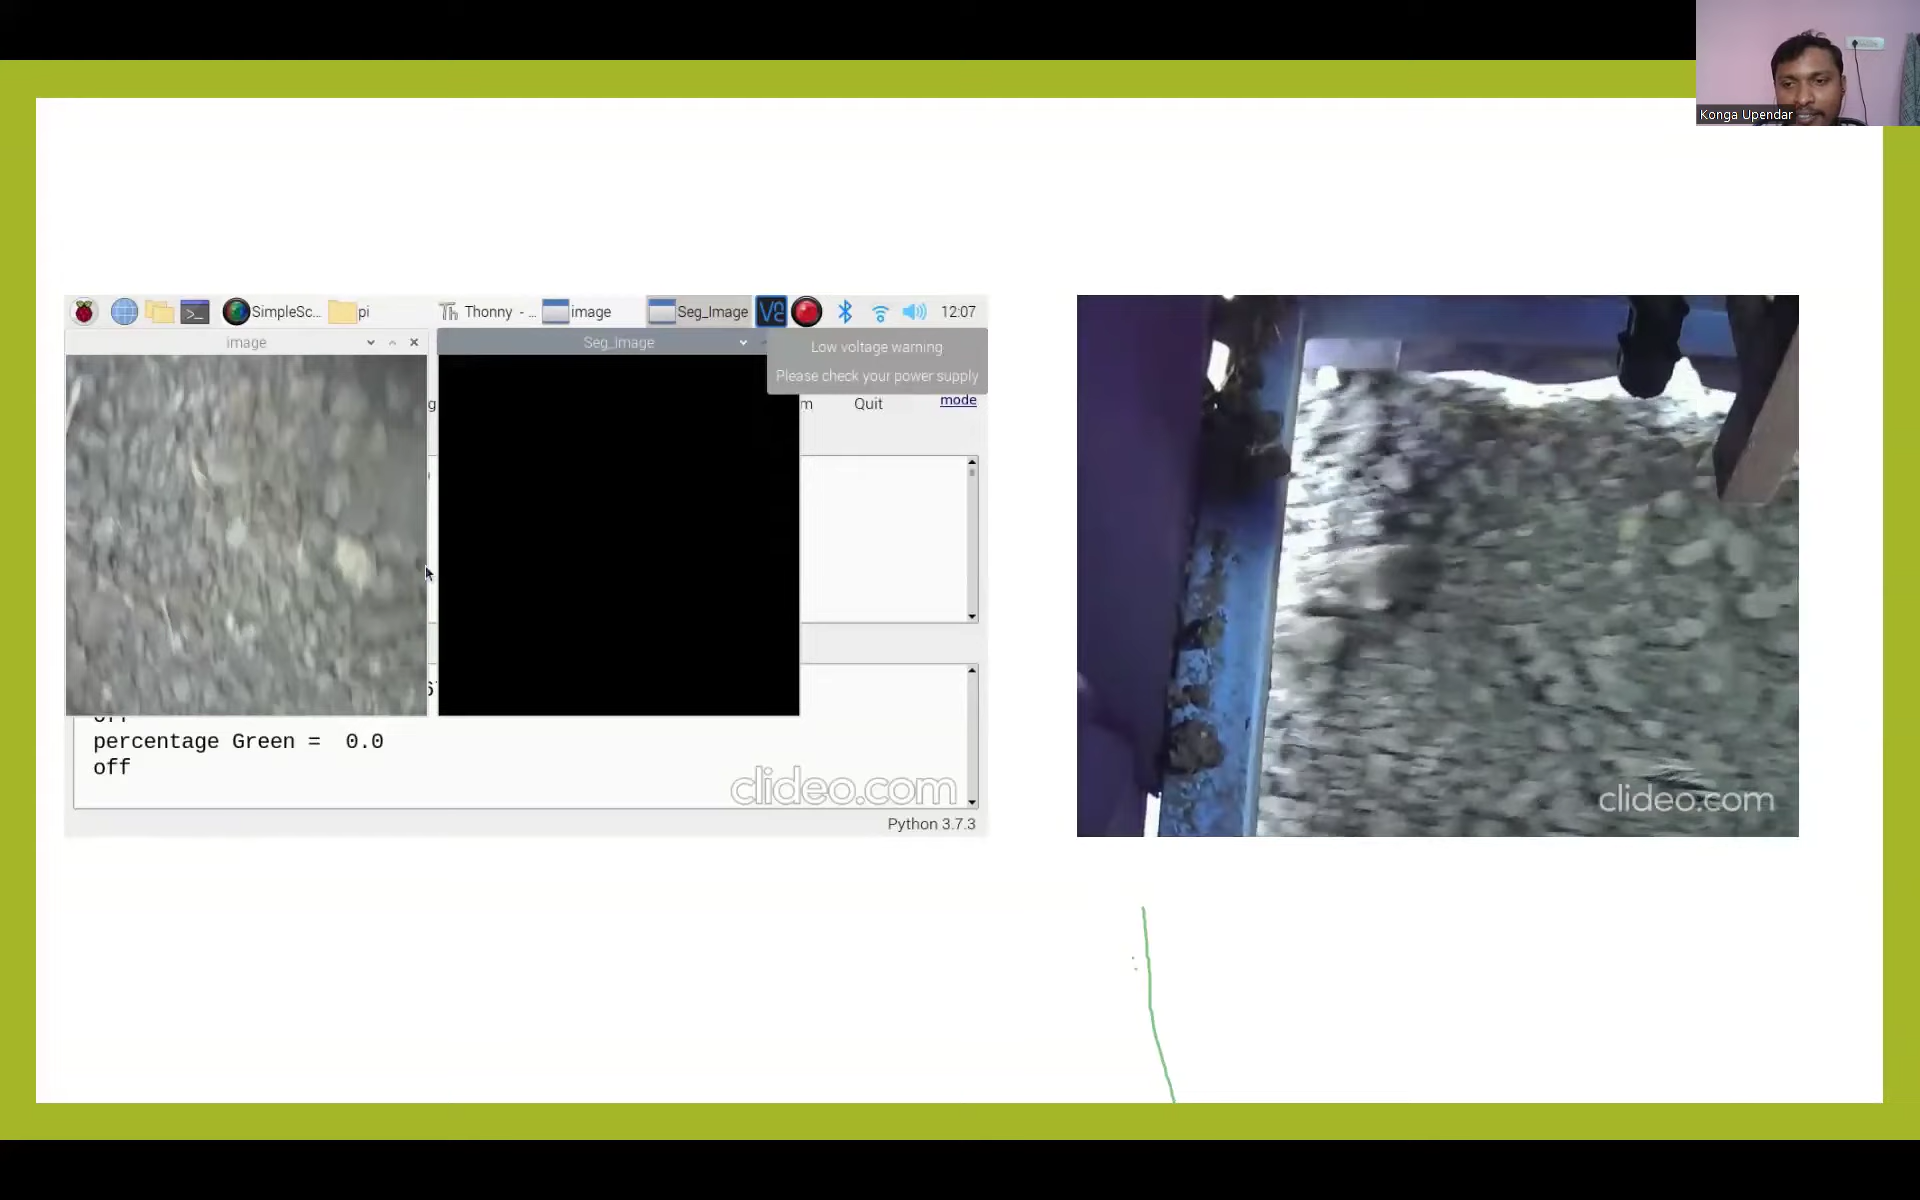 Konga Upendar
SimpleSc...
pi
Thonny - ...
image
Seg_Image
12:07
image
Seg_Image
Low voltage warning
Please check your power supply
m
Quit
mode
percentage Green =  0.0
off
clideo.com
Python 3.7.3
clideo.com